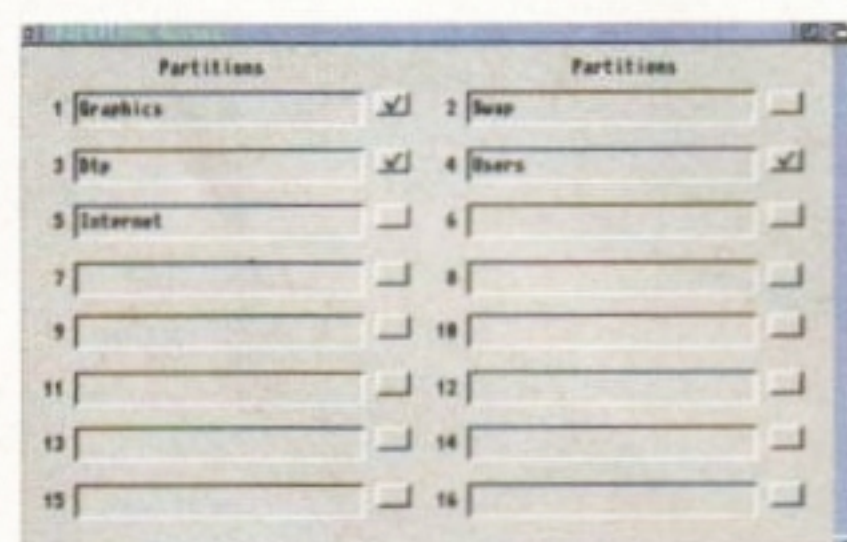 Partitions Partitions
1 Graphics 2 Swap
3 Dtp 4 Users
5 Internet 6
7 8
9 10
11 12
13 14
15 16